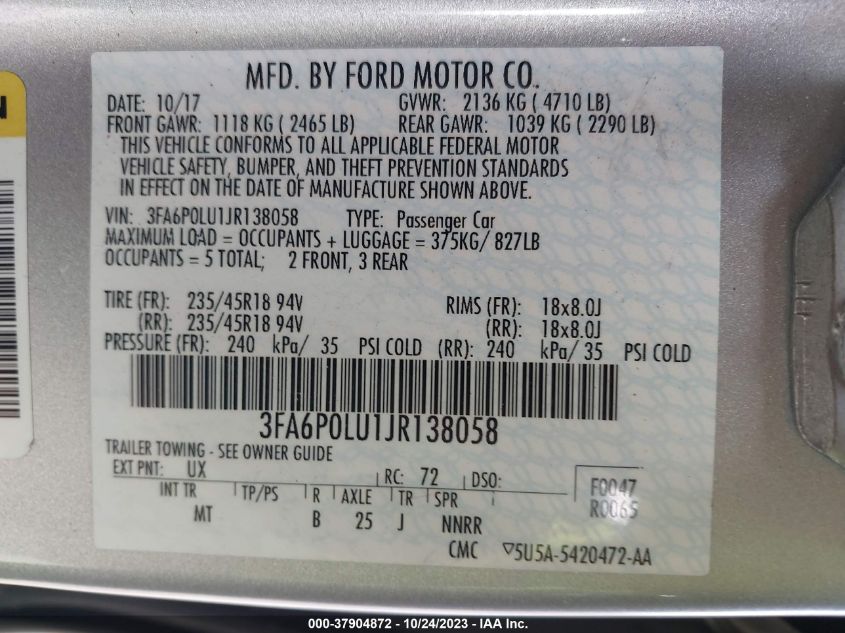 MFD. BY FORD MOTOR CO.
DATE: 10/17 GVWR: 2136 KG ( 4710 LB)
FRONT GAWR: 1118 KG ( 2465 LB) REAR GAWR: 1039 KG ( 2290 LB)
THIS VEHICLE CONFORMS TO ALL APPLICABLE FEDERAL MOTOR
VEHICLE SAFETY, BUMPER, AND THEFT PREVENTION STANDARDS
IN EFFECT ON THE DATE OF MANUFACTURE SHOWN ABOVE.
VIN: 3FA6P0LU1JR138058 TYPE: Passenger Car
MAXIMUM LOAD = OCCUPANTS + LUGGAGE = 375KG/ 827LB
OCCUPANTS = 5 TOTAL; 2 FRONT, 3 REAR
TIRE (FR): 235/45R18 94V RIMS (FR): 18x8.0J
(RR): 235/45R18 94V (RR): 18x8.0J
PRESSURE (FR): 240 kPa/ 35 PSI COLD (RR): 240 kPa/ 35 PSI COLD
3FA6P0LU1JR138058
TRAILER TOWING - SEE OWNER GUIDE
EXT PNT: UX RC: 72 DSO:
F0047
R0065
INT TR TP/PS R AXLE TR SPR
MT B 25 J NNRR
CMC ▽5U5A-5420472-AA
000-37904872 - 10/24/2023 - IAA Inc.